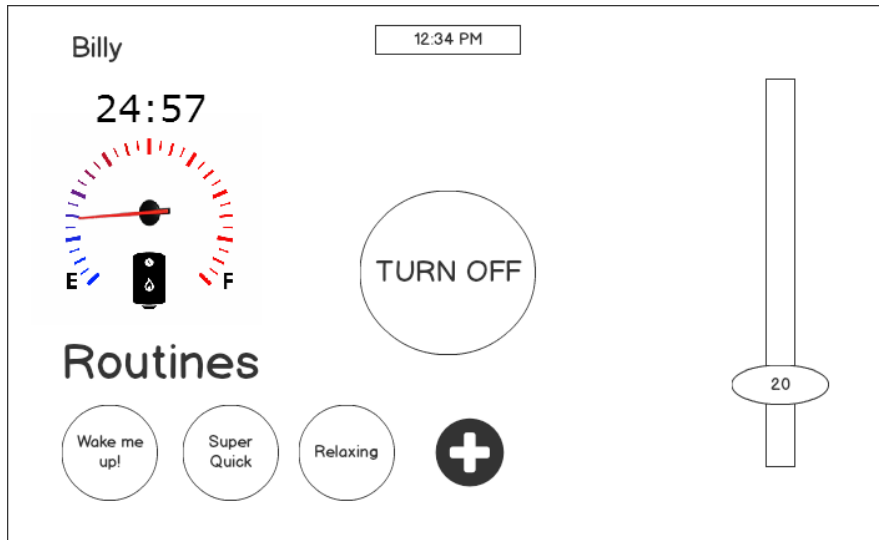 Billy
12:34 PM
24:57
E
F
TURN OFF
20
Routines
Wake me
up!
Super
Quick
Relaxing